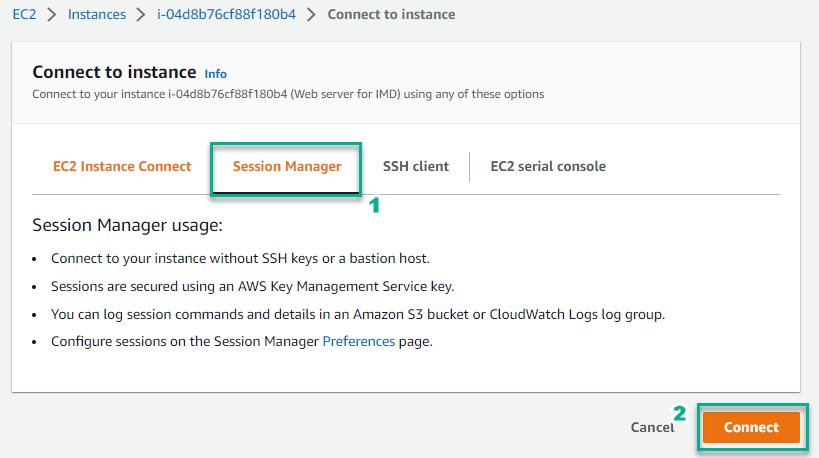 EC2 > Instances > i-04d8b76cf88f180b4 > Connect to instance
Connect to instance Info
Connect to your instance i-04d8b76cf88f180b4 (Web server for IMD) using any of these options
EC2 Instance Connect Session Manager SSH client EC2 serial console
1
Session Manager usage:
• Connect to your instance without SSH keys or a bastion host.
• Sessions are secured using an AWS Key Management Service key.
• You can log session commands and details in an Amazon S3 bucket or CloudWatch Logs log group.
• Configure sessions on the Session Manager Preferences page.
2
Cancel Connect